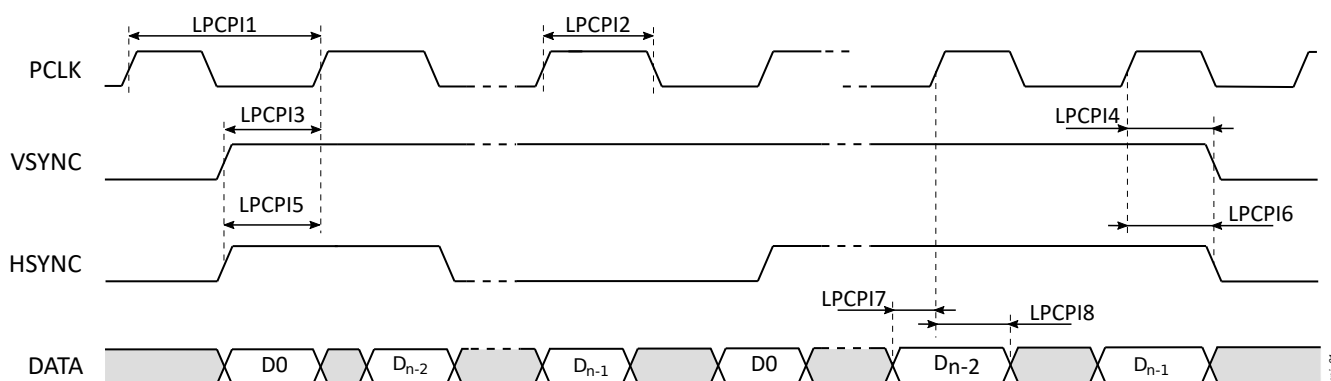 LPCPI1 LPCPI2
PCLK
LPCPI3 LPCPI4
VSYNC
LPCPI5 LPCPI6
HSYNC
LPCPI7 LPCPI8
DATA D0 Dn-2 Dn-1 D0 Dn-2 Dn-1